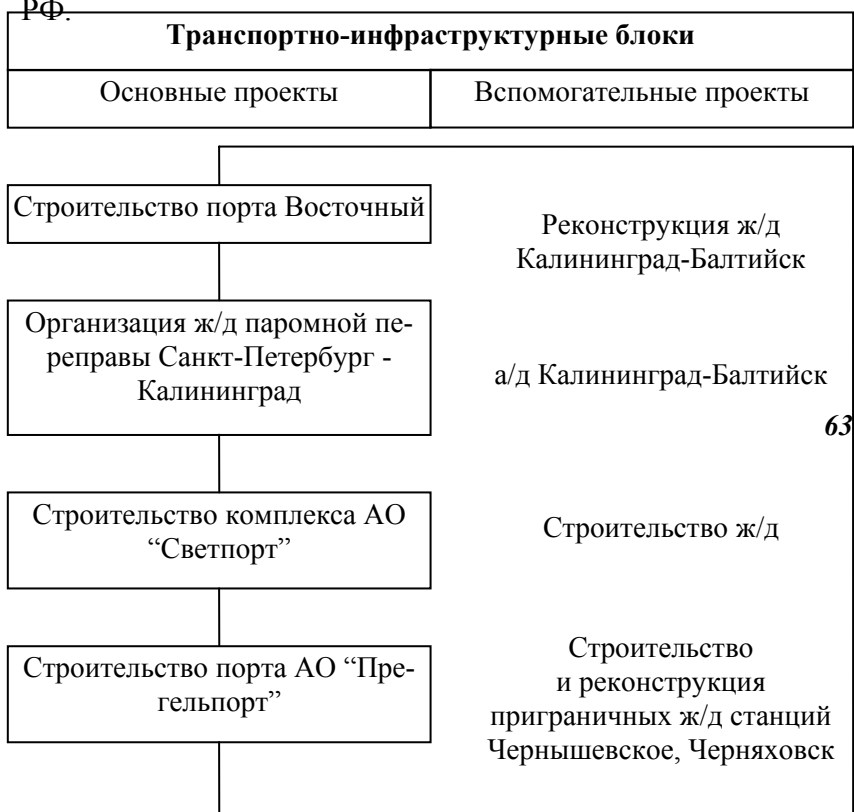 РФ.
Транспортно-инфраструктурные блоки
Основные проекты
Вспомогательные проекты
Строительство порта Восточный
Реконструкция ж/д
Калининград-Балтийск
Организация ж/д паромной пе-
реправы Санкт-Петербург -
Калининград
а/д Калининград-Балтийск
63
Строительство комплекса АО
“Светпорт”
Строительство ж/д
Строительство порта АО “Пре-
гельпорт”
Строительство
и реконструкция
приграничных ж/д станций
Чернышевское, Черняховск